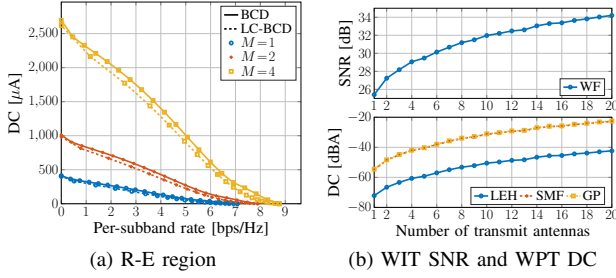 BCD
LC-BCD
M = 1
M = 2
M = 4
DC [μA]
2,500
2,000
1,500
1,000
500
0
0 1 2 3 4 5 6 7 8 9
Per-subband rate [bps/Hz]
(a) R-E region
SNR [dB]
34
32
30
28
26
1 2 4 6 8 10 12 14 16 18 20
WF
DC [dBA]
-20
-40
-60
-80
1 2 4 6 8 10 12 14 16 18 20
LEH SMF GP
Number of transmit antennas
(b) WIT SNR and WPT DC